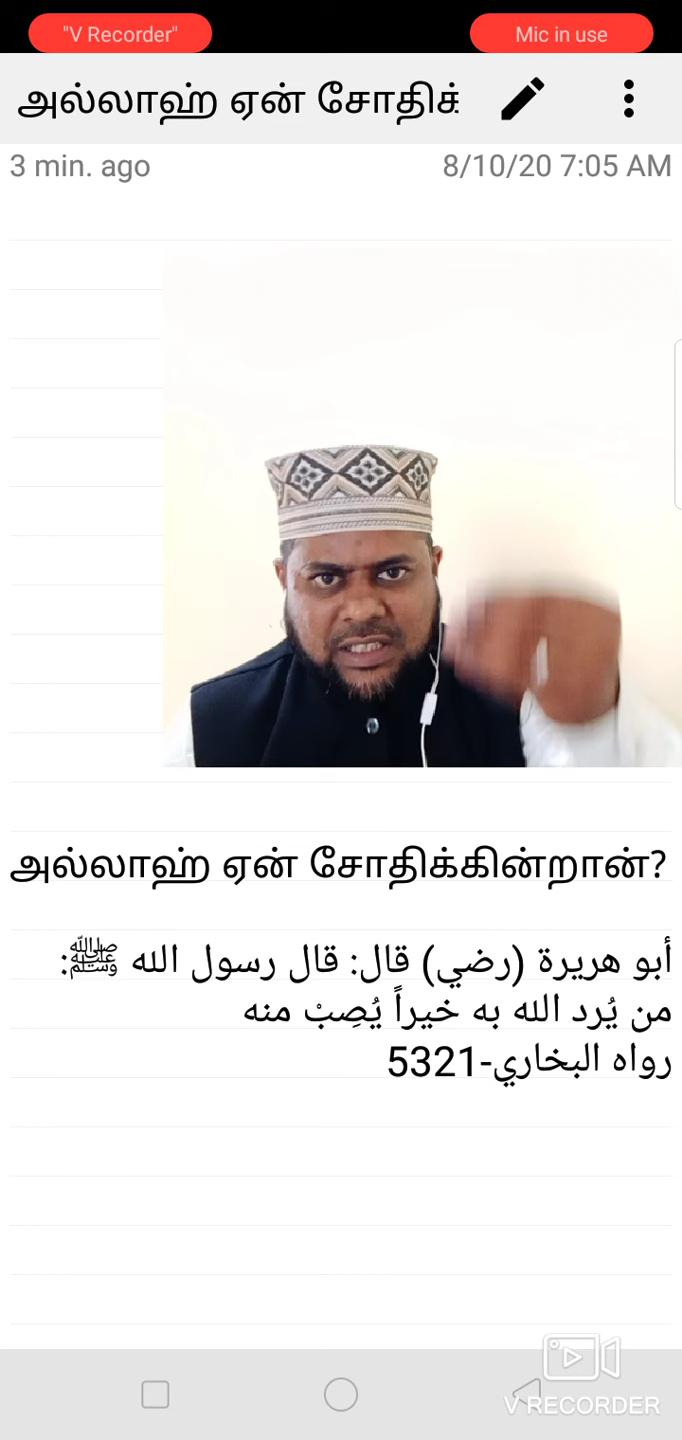 "V Recorder"
Mic in use
அல்லாஹ் ஏன் சோதிக்
3 min. ago
8/10/20 7:05 AM
அல்லாஹ் ஏன் சோதிக்கின்றான்?
أبو هريرة (رضي) قال: قال رسول الله ﷺ:
من يُرد الله به خيراً يُصِبْ منه
رواه البخاري-5321
V RECORDER